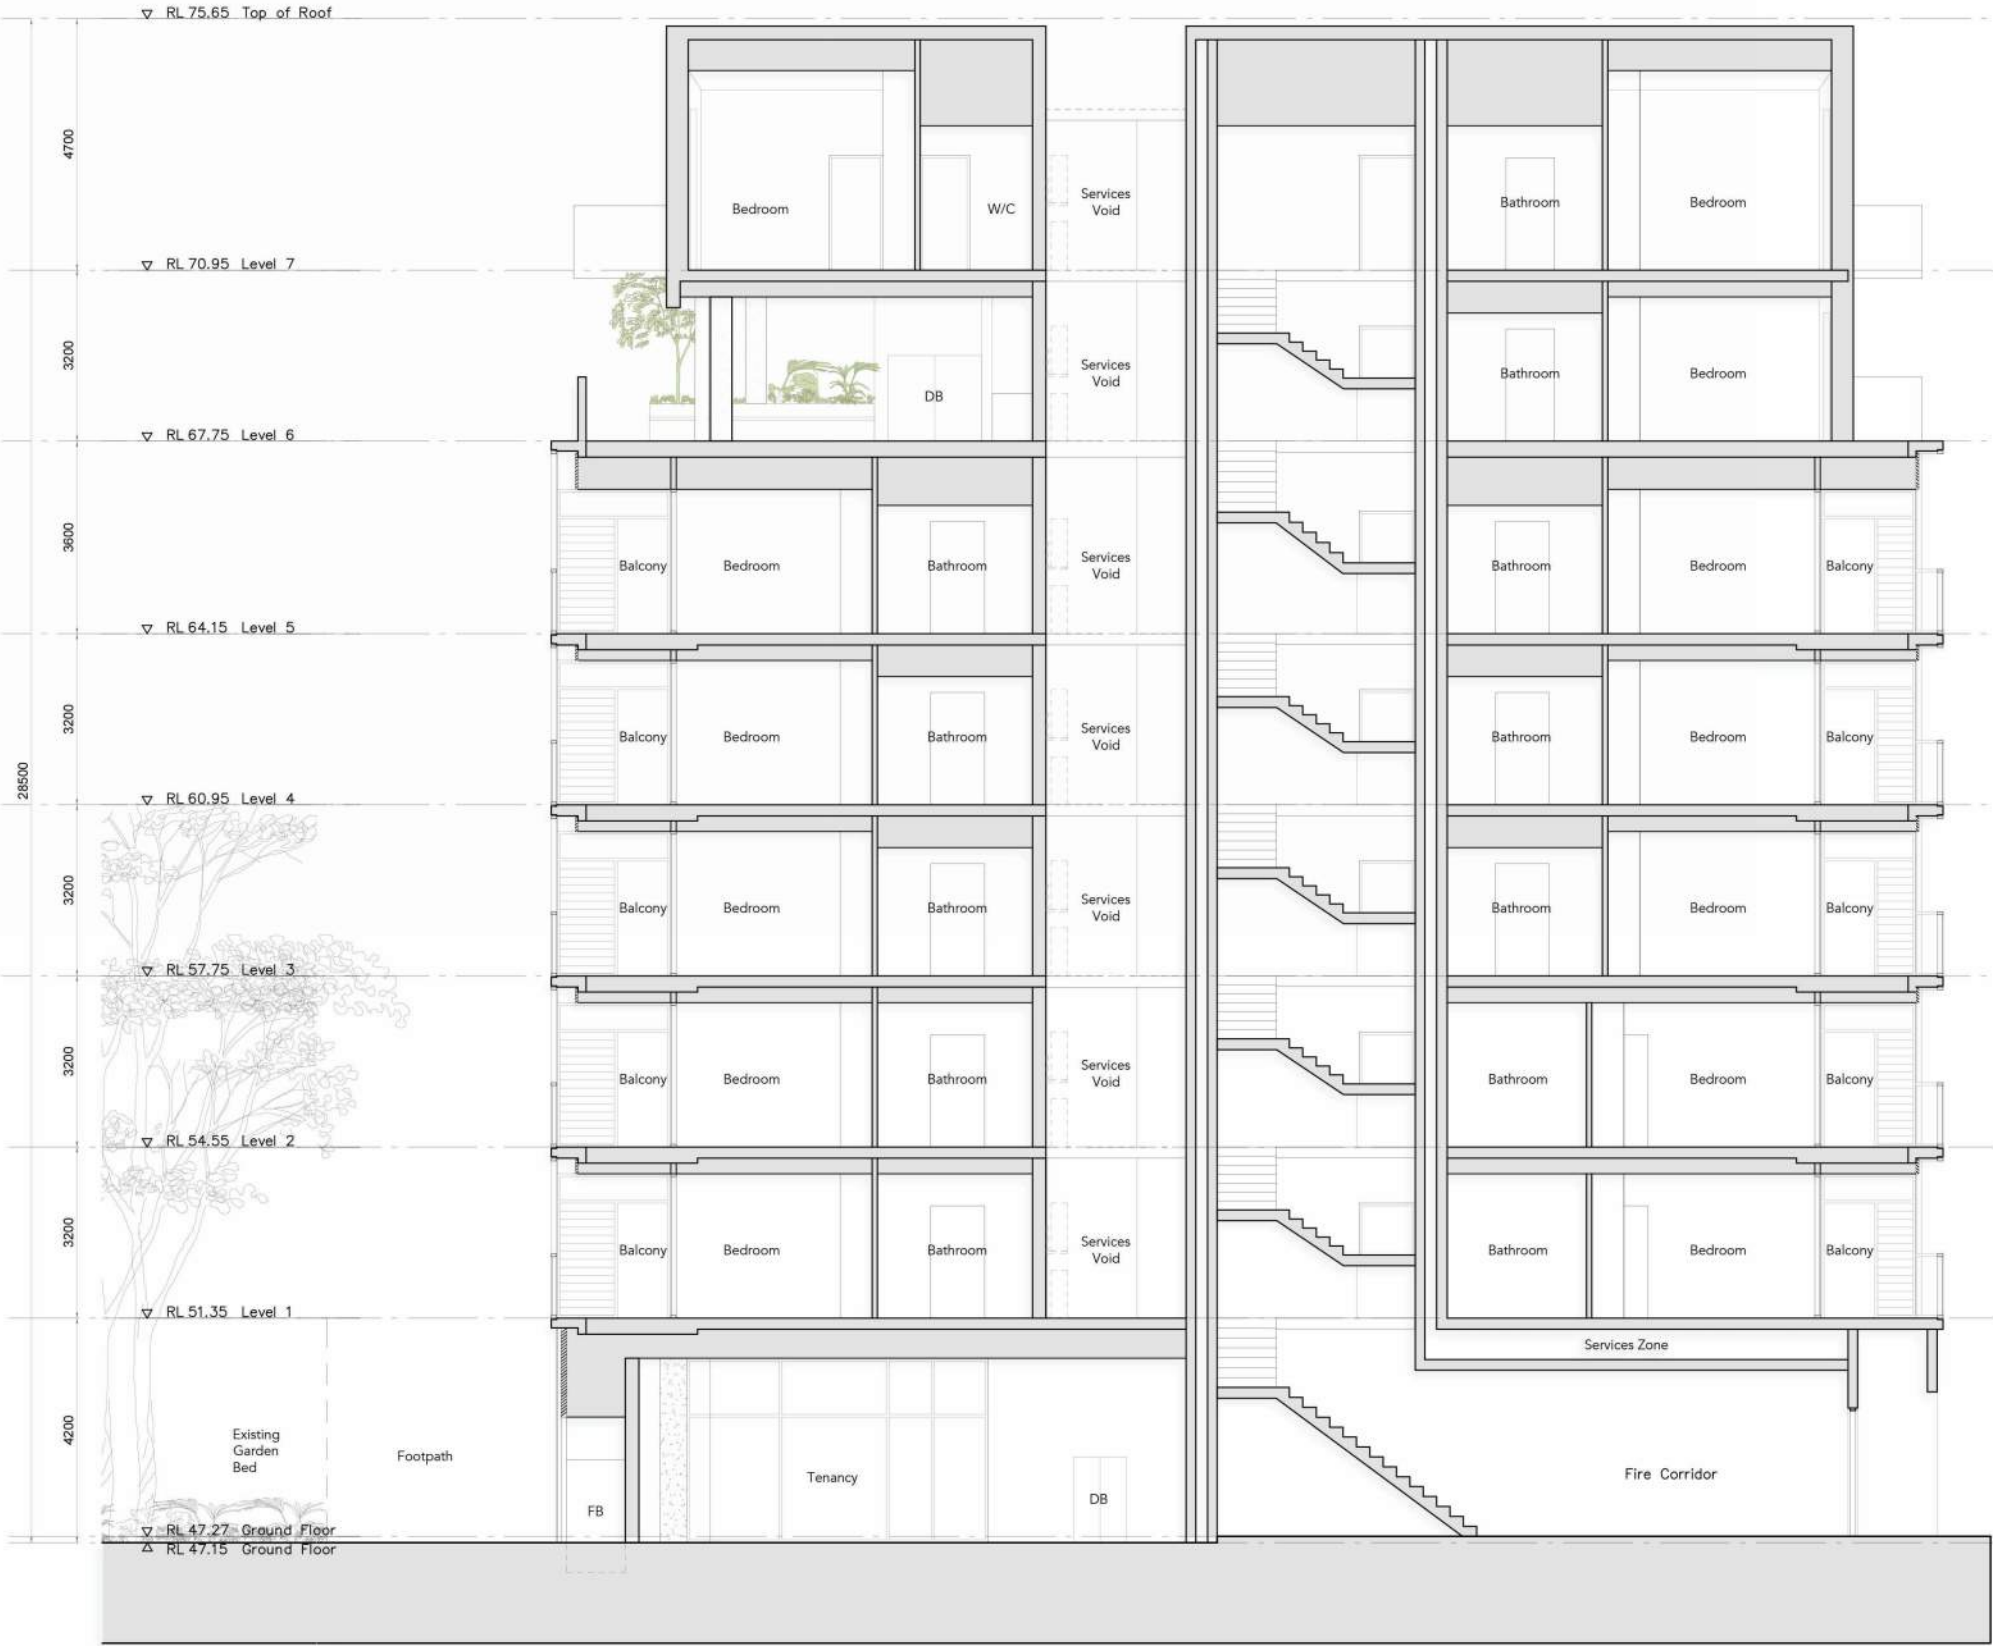 RL 75.65 Top of Roof
4700
Bedroom
W/C
Services
Void
Bathroom
Bedroom
RL 70.95 Level 7
3200
DB
Services
Void
Bathroom
Bedroom
RL 67.75 Level 6
3600
Balcony
Bedroom
Bathroom
Services
Void
Bathroom
Bedroom
Balcony
RL 64.15 Level 5
3200
Balcony
Bedroom
Bathroom
Services
Void
Bathroom
Bedroom
Balcony
28500
RL 60.95 Level 4
3200
Balcony
Bedroom
Bathroom
Services
Void
Bathroom
Bedroom
Balcony
RL 57.75 Level 3
3200
Balcony
Bedroom
Bathroom
Services
Void
Bathroom
Bedroom
Balcony
RL 54.55 Level 2
3200
Balcony
Bedroom
Bathroom
Services
Void
Bathroom
Bedroom
Balcony
RL 51.35 Level 1
Services Zone
4200
Existing
Garden
Bed
Footpath
FB
Tenancy
DB
Fire Corridor
RL 47.27 Ground Floor
RL 47.15 Ground Floor